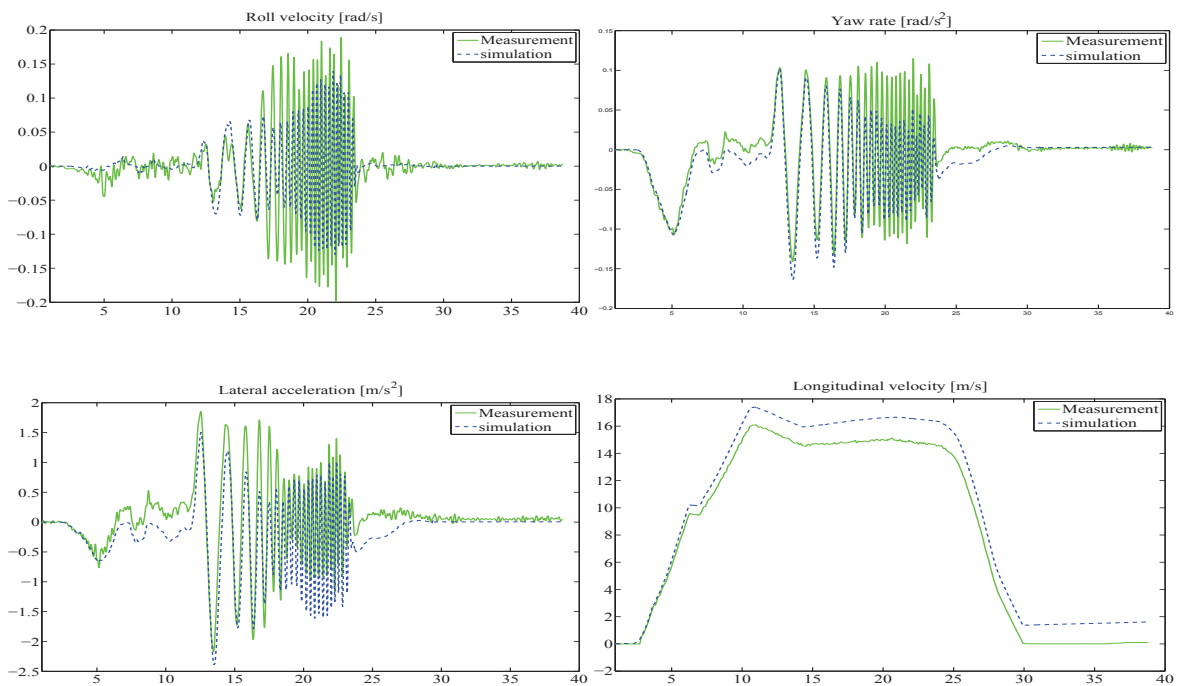 Roll velocity [rad/s]
Measurement
simulation
0.2
0.15
0.1
0.05
0
−0.05
−0.1
−0.15
−0.2
5 10 15 20 25 30 35 40
Yaw rate [rad/s²]
Measurement
simulation
0.15
0.1
0.05
0
−0.05
−0.1
−0.15
−0.2
5 10 15 20 25 30 35 40
Lateral acceleration [m/s²]
Measurement
simulation
2
1.5
1
0.5
0
−0.5
−1
−1.5
−2
−2.5
5 10 15 20 25 30 35 40
Longitudinal velocity [m/s]
Measurement
simulation
18
16
14
12
10
8
6
4
2
0
−2
5 10 15 20 25 30 35 40